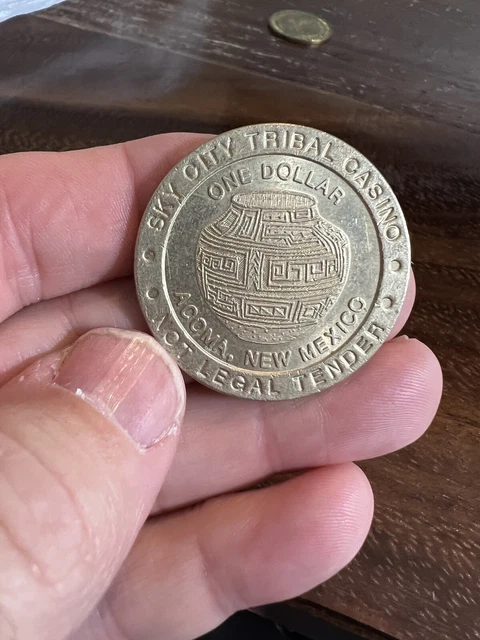 SKY CITY TRIBAL CASINO
ONE DOLLAR
ACOMA, NEW MEXICO
NOT LEGAL TENDER